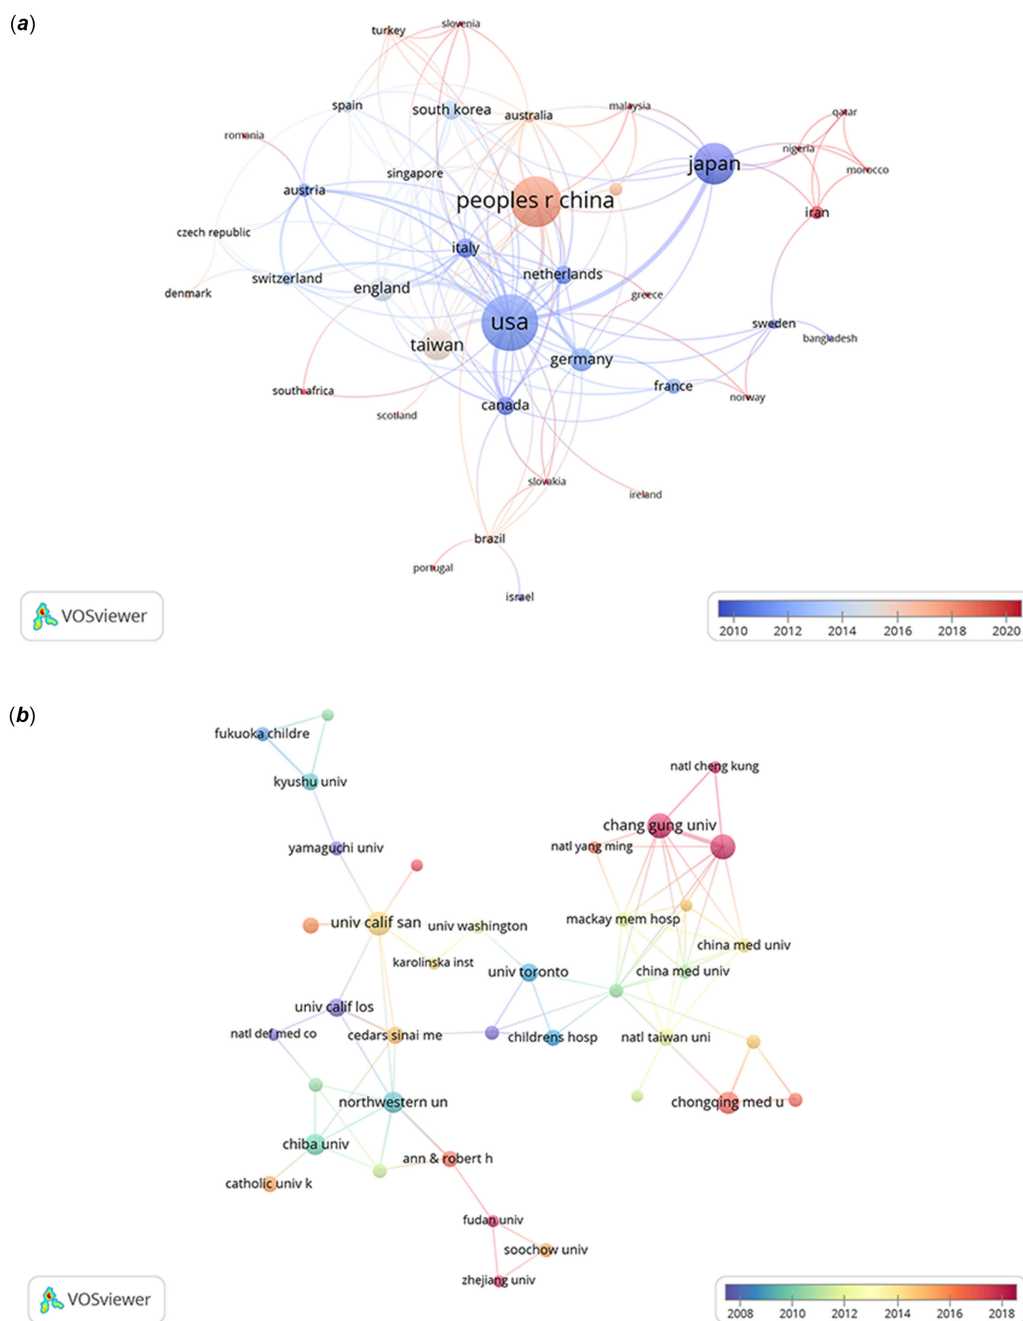 (a)
slovenia
turkey
spain
south korea
australia
malaysia
qatar
romania
nigeria
japan
morocco
singapore
austria
peoples r china
iran
czech republic
italy
netherlands
switzerland
england
denmark
greece
usa
sweden
taiwan
bangladesh
germany
france
south africa
norway
canada
scotland
slovakia
ireland
brazil
portugal
israel
VOSviewer
2010 2012 2014 2016 2018 2020
(b)
fukuoka childre
kyushu univ
natl cheng kung
chang gung univ
yamaguchi univ
natl yang ming
univ calif san
univ washington
mackay mem hosp
china med univ
karolinska inst
univ toronto
china med univ
univ calif los
natl def med co
cedars sinai me
childrens hosp
natl taiwan uni
northwestern un
chongqing med u
chiba univ
ann & robert h
catholic univ k
fudan univ
soochow univ
zhejiang univ
VOSviewer
2008 2010 2012 2014 2016 2018